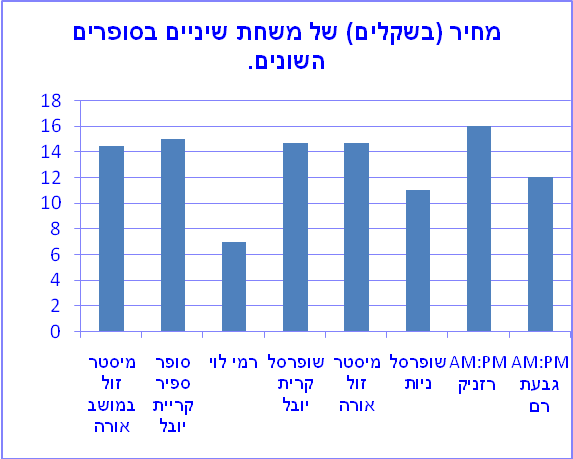 מחיר (בשקלים) של משחת שיניים בסופרים
השונים.
18
16
14
12
10
8
6
4
2
0
מיסטר
זול
במושב
אורה
סופר
ספיר
קריית
יובל
רמי לוי
שופרסל
קרית
יובל
מיסטר
זול
אורה
שופרסל
ניות
AM:PM
רזניק
AM:PM
גבעת
רם